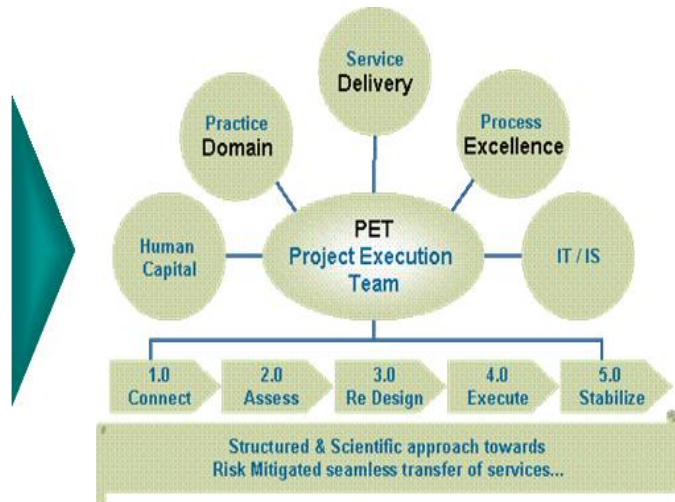 Service
Delivery
Practice
Domain
Process
Excellence
Human
Capital
PET
Project Execution
Team
IT / IS
1.0
Connect
2.0
Assess
3.0
Re Design
4.0
Execute
5.0
Stabilize
Structured & Scientific approach towards
Risk Mitigated seamless transfer of services...